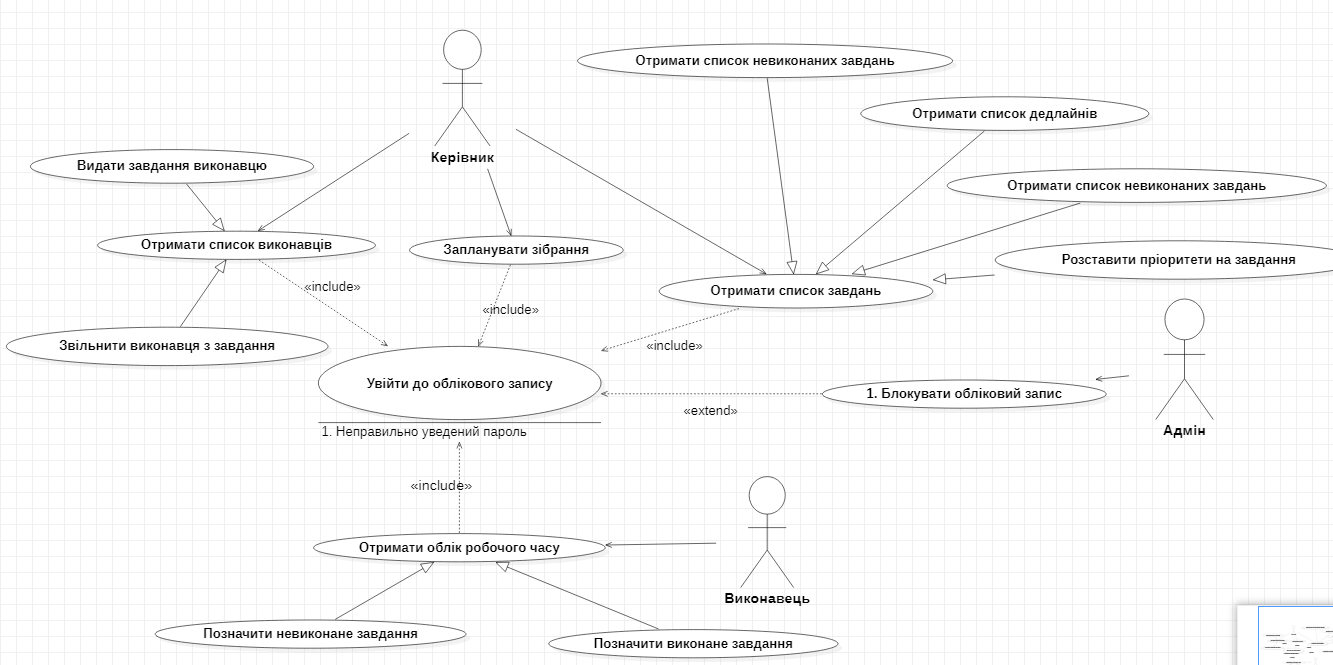 Отримати список невиконаних завдань
Отримати список дедлайнів
Керівник
Видати завдання виконавцю
Отримати список невиконаних завдань
Отримати список виконавців
Запланувати зібрання
Розставити пріоритети на завдання
«include»
Отримати список завдань
«include»
Звільнити виконавця з завдання
«include»
Увійти до облікового запису
1. Блокувати обліковий запис
«extend»
1. Неправильно уведений пароль
Адмін
«include»
Отримати облік робочого часу
Виконавець
Позначити невиконане завдання
Позначити виконане завдання